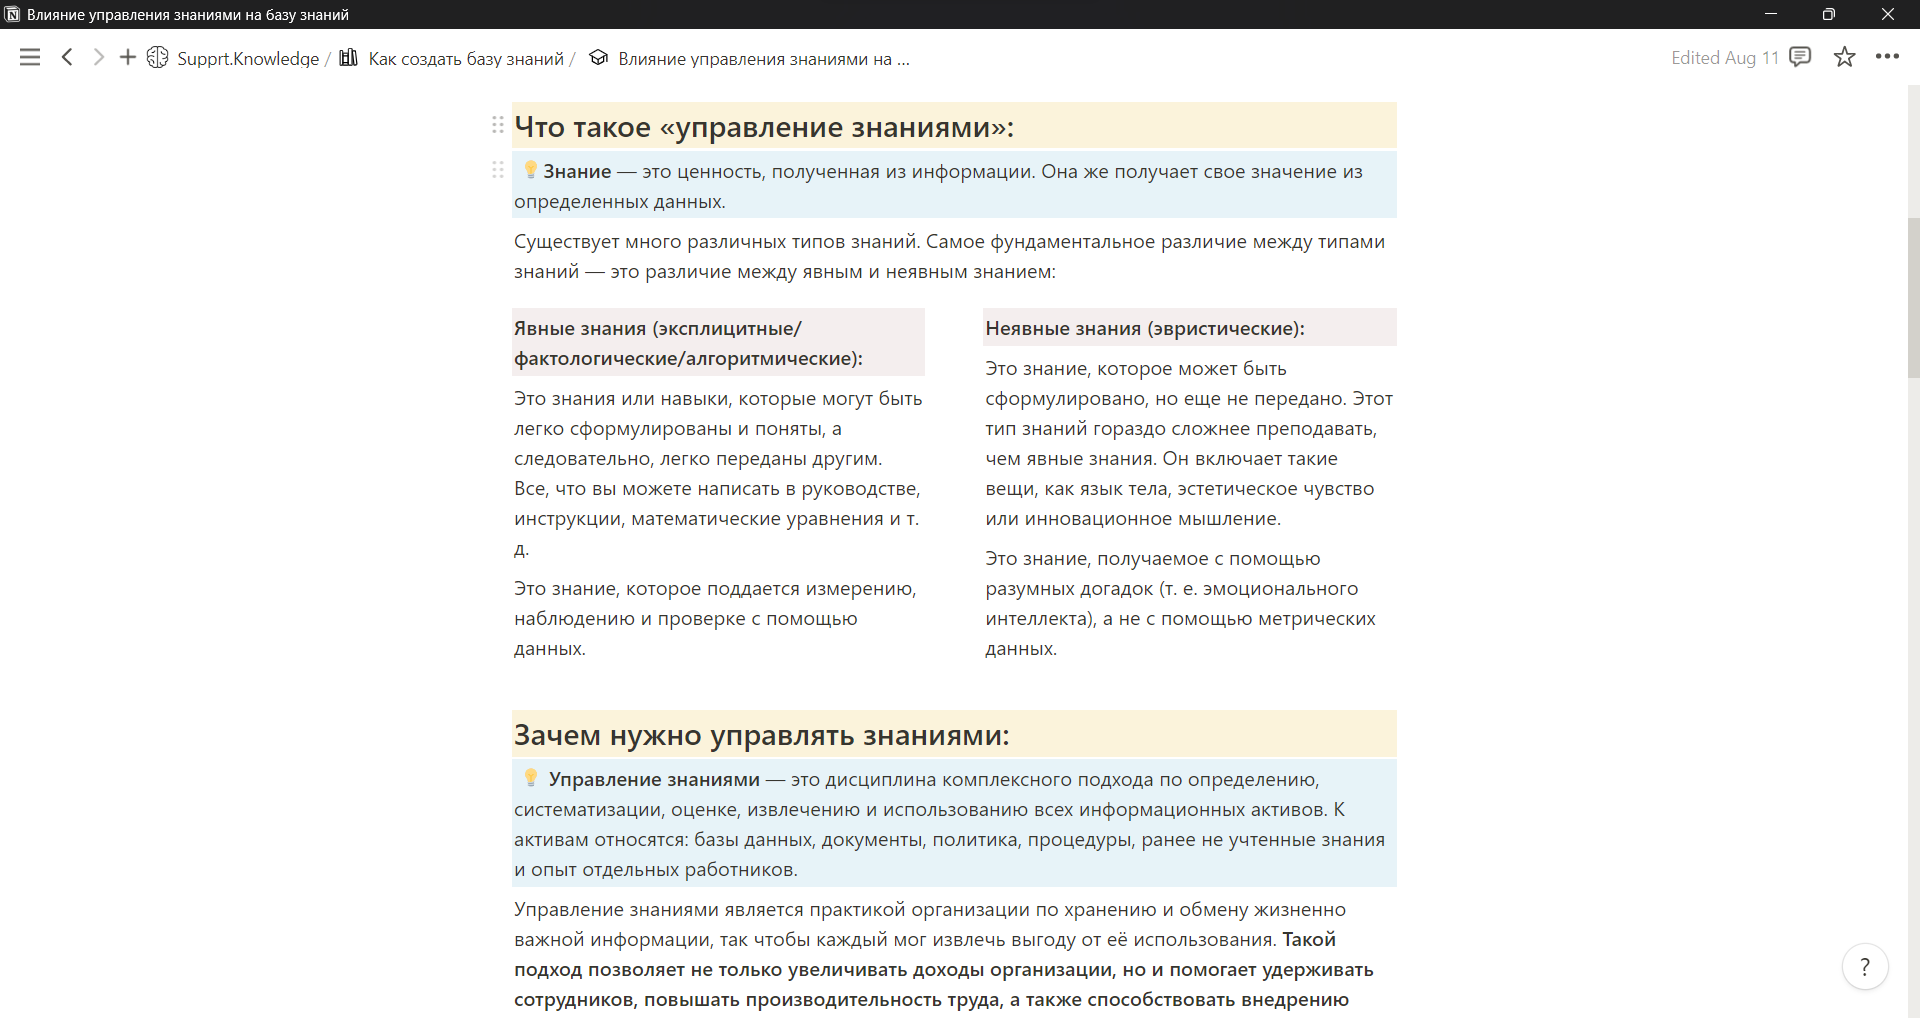 Влияние управления знаниями на базу знаний
Supprt.Knowledge / Как создать базу знаний / Влияние управления знаниями на ...
Edited Aug 11
Что такое «управление знаниями»:
Знание — это ценность, полученная из информации. Она же получает свое значение из
определенных данных.
Существует много различных типов знаний. Самое фундаментальное различие между типами
знаний — это различие между явным и неявным знанием:
Явные знания (эксплицитные/
фактологические/алгоритмические):
Это знания или навыки, которые могут быть
легко сформулированы и поняты, а
следовательно, легко переданы другим.
Все, что вы можете написать в руководстве,
инструкции, математические уравнения и т.
д.
Это знание, которое поддается измерению,
наблюдению и проверке с помощью
данных.
Неявные знания (эвристические):
Это знание, которое может быть
сформулировано, но еще не передано. Этот
тип знаний гораздо сложнее преподавать,
чем явные знания. Он включает такие
вещи, как язык тела, эстетическое чувство
или инновационное мышление.
Это знание, получаемое с помощью
разумных догадок (т. е. эмоционального
интеллекта), а не с помощью метрических
данных.
Зачем нужно управлять знаниями:
Управление знаниями — это дисциплина комплексного подхода по определению,
систематизации, оценке, извлечению и использованию всех информационных активов. К
активам относятся: базы данных, документы, политика, процедуры, ранее не учтенные знания
и опыт отдельных работников.
Управление знаниями является практикой организации по хранению и обмену жизненно
важной информации, так чтобы каждый мог извлечь выгоду от её использования. Такой
подход позволяет не только увеличивать доходы организации, но и помогает удерживать
сотрудников, повышать производительность труда, а также способствовать внедрению
?